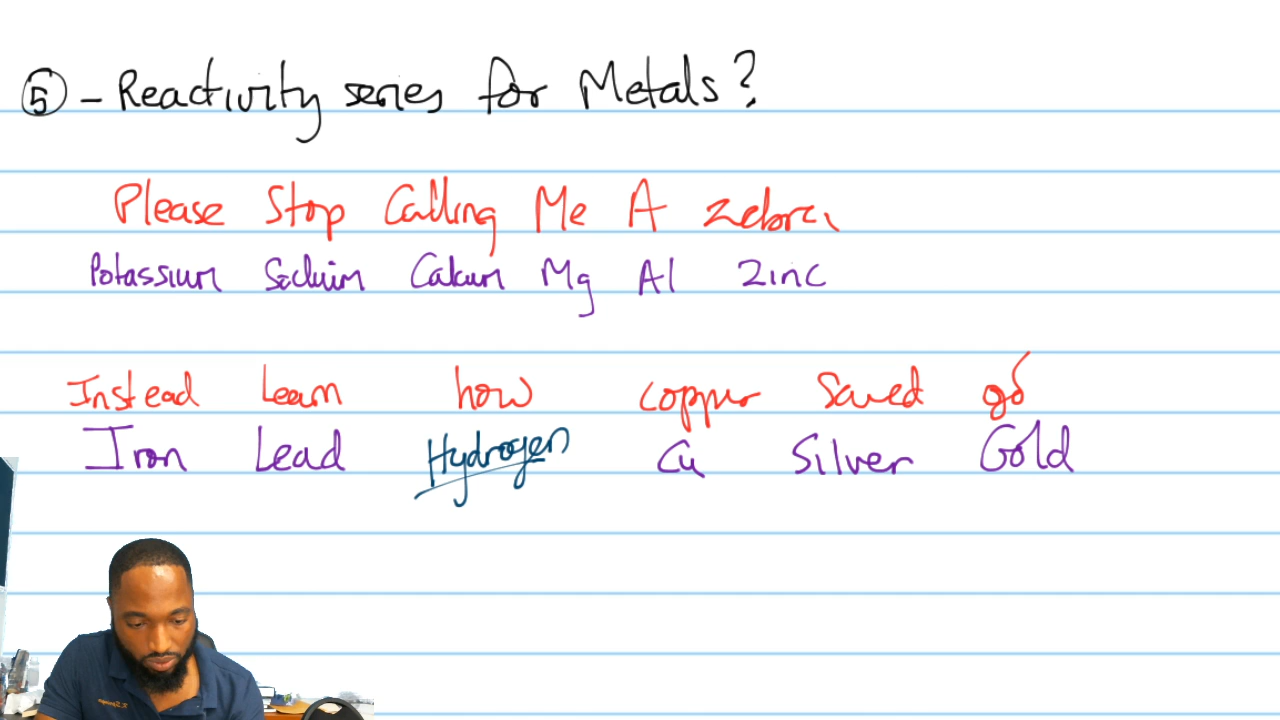 5 - Reactivity series for Metals?
Please Stop Calling Me A zebra
Potassium Sodium Calcium Mg Al Zinc
Instead Learn how copper Saved go
Iron Lead Hydrogen Cu Silver Gold